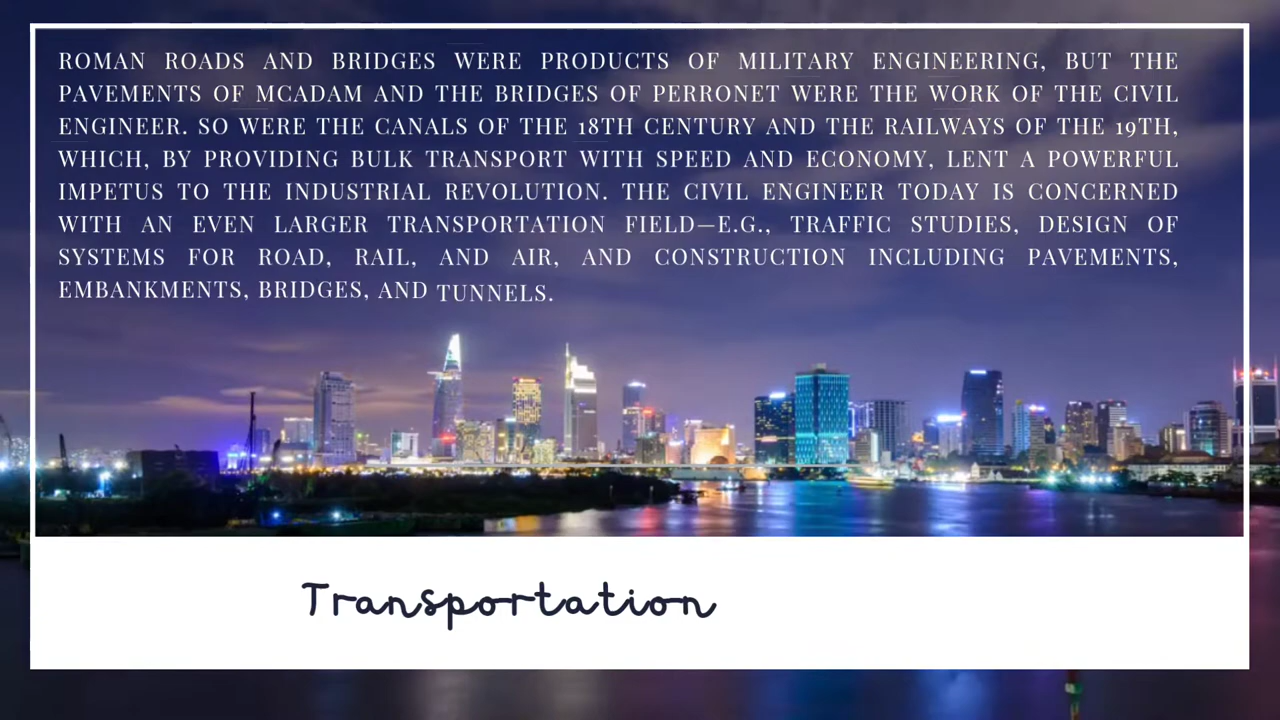 ROMAN ROADS AND BRIDGES WERE PRODUCTS OF MILITARY ENGINEERING, BUT THE
PAVEMENTS OF MCADAM AND THE BRIDGES OF PERRONET WERE THE WORK OF THE CIVIL
ENGINEER. SO WERE THE CANALS OF THE 18TH CENTURY AND THE RAILWAYS OF THE 19TH,
WHICH, BY PROVIDING BULK TRANSPORT WITH SPEED AND ECONOMY, LENT A POWERFUL
IMPETUS TO THE INDUSTRIAL REVOLUTION. THE CIVIL ENGINEER TODAY IS CONCERNED
WITH AN EVEN LARGER TRANSPORTATION FIELD—E.G., TRAFFIC STUDIES, DESIGN OF
SYSTEMS FOR ROAD, RAIL, AND AIR, AND CONSTRUCTION INCLUDING PAVEMENTS,
EMBANKMENTS, BRIDGES, AND TUNNELS.
Transportation